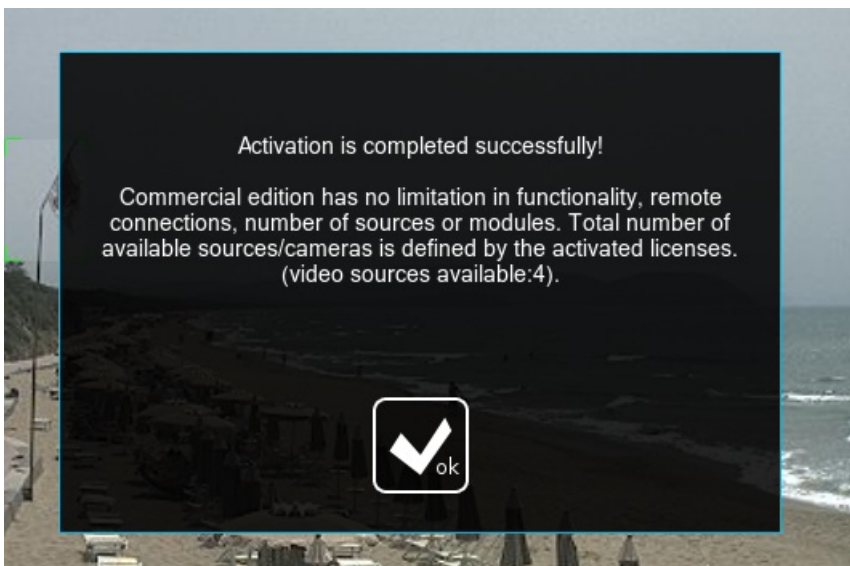 Activation is completed successfully!
Commercial edition has no limitation in functionality, remote
connections, number of sources or modules. Total number of
available sources/cameras is defined by the activated licenses.
(video sources available:4).
ok